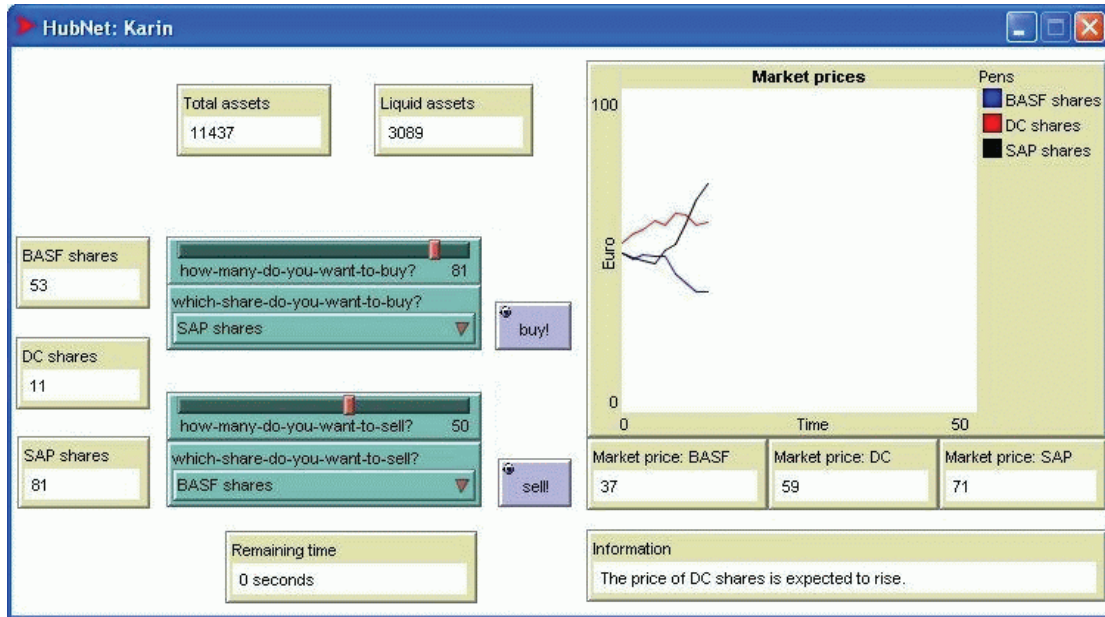 HubNet: Karin
Total assets
11437
Liquid assets
3089
BASF shares
53
DC shares
11
SAP shares
81
how-many-do-you-want-to-buy? 81
which-share-do-you-want-to-buy?
SAP shares
buy!
how-many-do-you-want-to-sell? 50
which-share-do-you-want-to-sell?
BASF shares
sell!
Remaining time
0 seconds
Market prices
Pens
BASF shares
DC shares
SAP shares
100
Euro
0
0 Time 50
Market price: BASF
37
Market price: DC
59
Market price: SAP
71
Information
The price of DC shares is expected to rise.